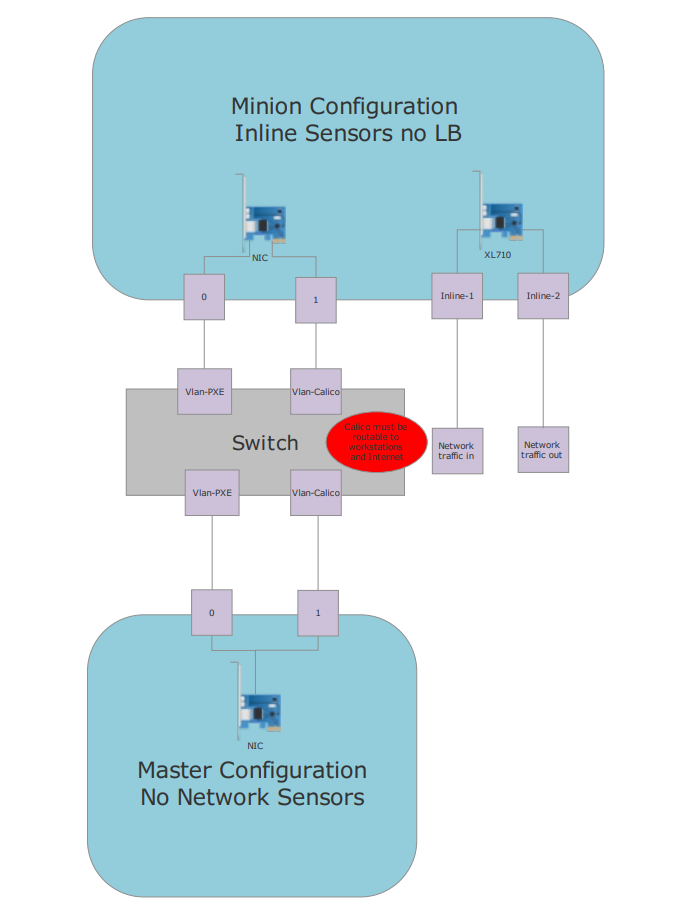 Minion Configuration
Inline Sensors no LB
NIC
XL710
0
1
Inline-1
Inline-2
Vlan-PXE
Vlan-Calico
Switch
Calico must be
routable to
workstations
and Internet
Network
traffic in
Network
traffic out
Vlan-PXE
Vlan-Calico
0
1
NIC
Master Configuration
No Network Sensors